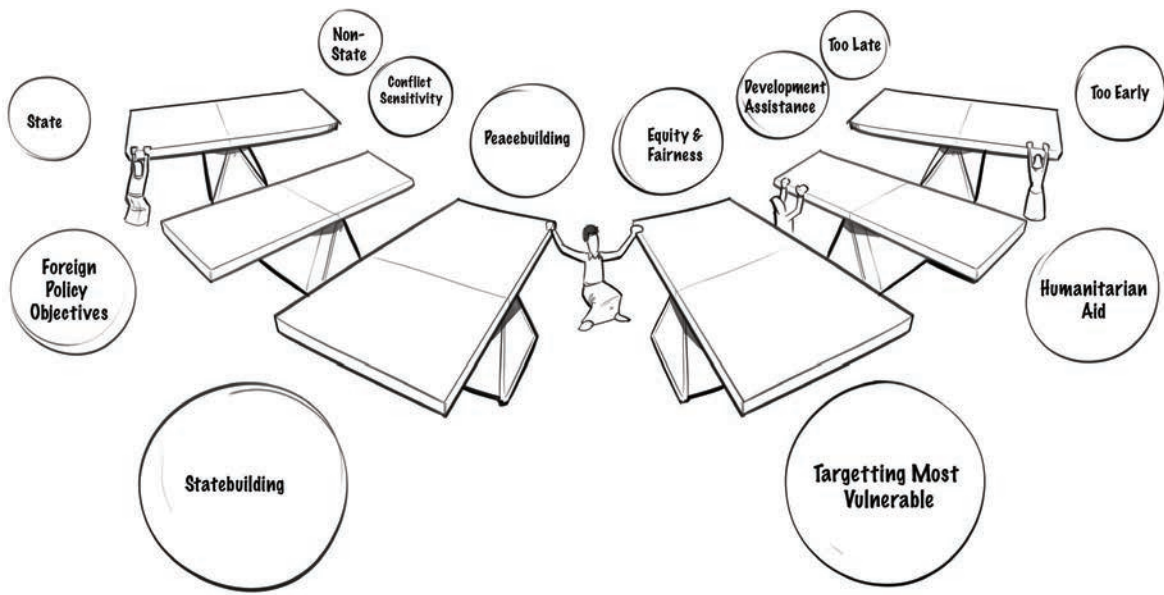 Non-
State
Too Late
State
Conflict
Sensitivity
Development
Assistance
Too Early
Peacebuilding
Equity &
Fairness
Foreign
Policy
Objectives
Humanitarian
Aid
Statebuilding
Targetting Most
Vulnerable